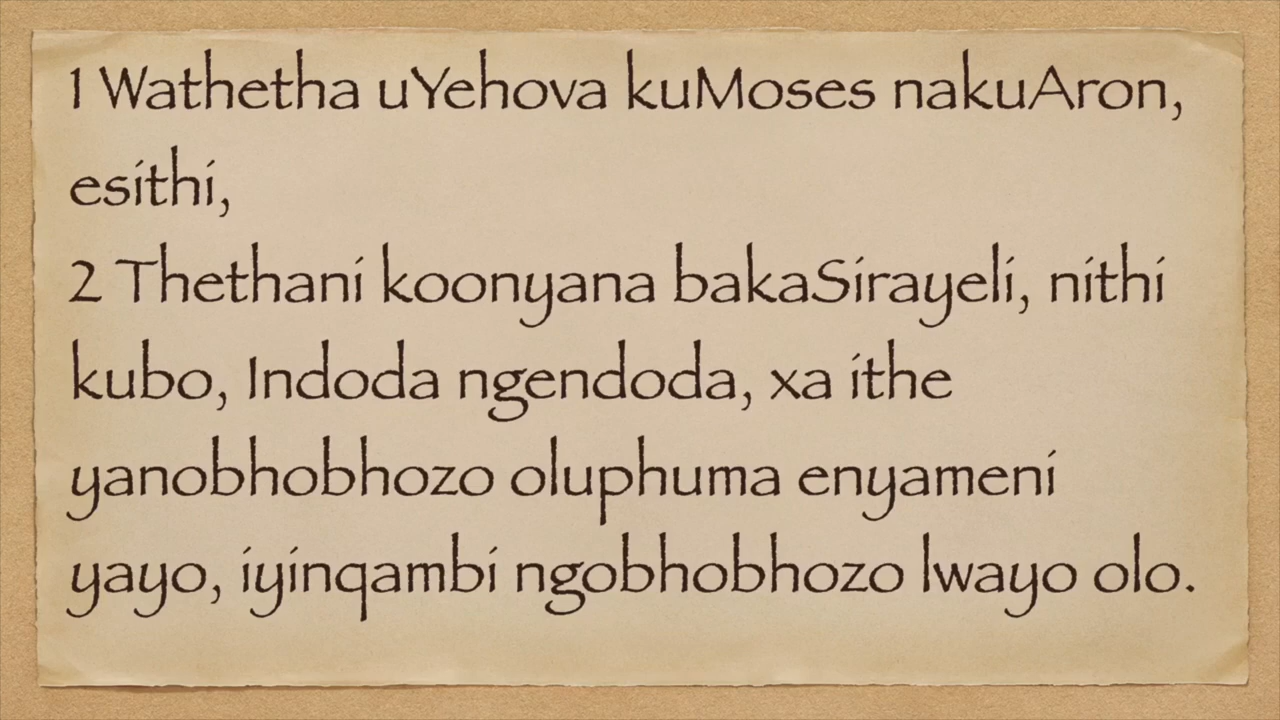 1 Wathetha uYehova kuMoses nakuAron,
esithi,
2 Thethani koonyana bakaSirayeli, nithi
kubo, Indoda ngendoda, xa ithe
yanobhobhozo oluphuma enyameni
yayo, iyinqambi ngobhobhozo lwayo olo.